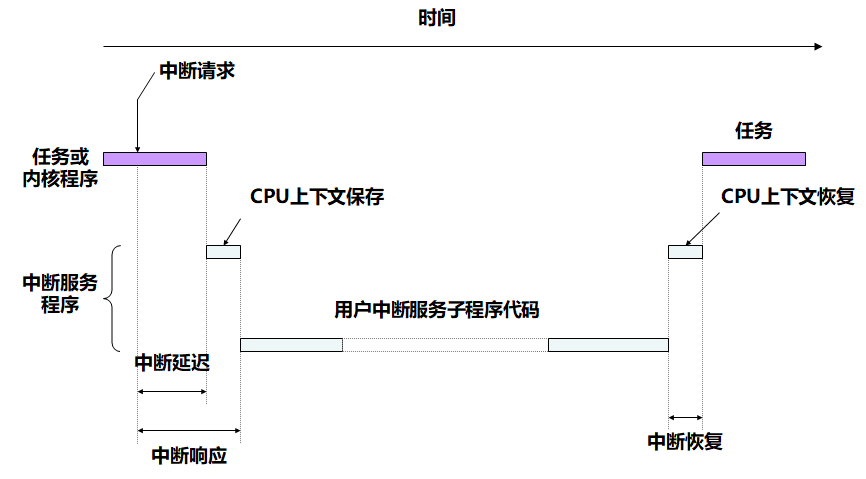 时间
中断请求
任务或
内核程序
任务
CPU上下文保存
CPU上下文恢复
中断服务
程序
用户中断服务子程序代码
中断延迟
中断响应
中断恢复